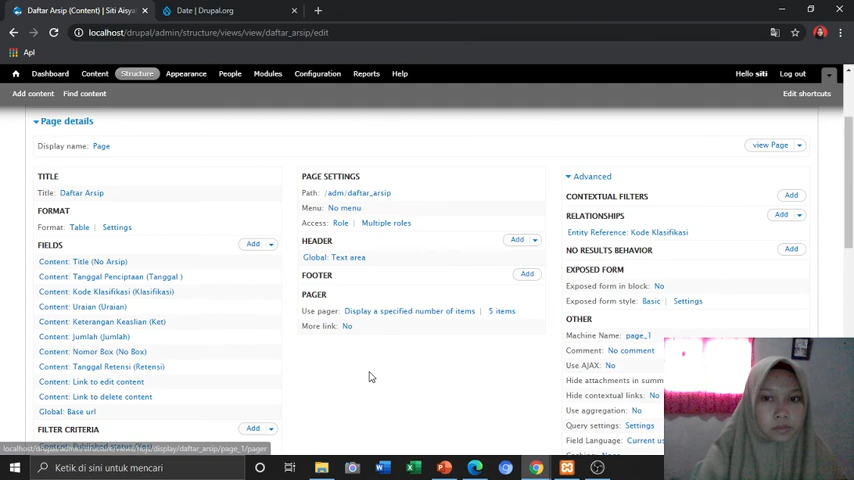 Daftar Arsip (Content) | Siti Aisya
Date | Drupal.org
localhost/drupal/admin/structure/views/view/daftar_arsip/edit
Apl
Dashboard Content Structure Appearance People Modules Configuration Reports Help
Hello siti Log out
Add content Find content
Edit shortcuts
Page details
Display name: Page
view Page
TITLE
Title: Daftar Arsip
FORMAT
Format: Table | Settings
FIELDS
Add
Content: Title (No Arsip)
Content: Tanggal Penciptaan (Tanggal )
Content: Kode Klasifikasi (Klasifikasi)
Content: Uraian (Uraian)
Content: Keterangan Keaslian (Ket)
Content: Jumlah (Jumlah)
Content: Nomor Box (No Box)
Content: Tanggal Retensi (Retensi)
Content: Link to edit content
Content: Link to delete content
Global: Base url
FILTER CRITERIA
Add
Content: Published status (Yes)
PAGE SETTINGS
Path: /adm/daftar_arsip
Menu: No menu
Access: Role | Multiple roles
HEADER
Add
Global: Text area
FOOTER
Add
PAGER
Use pager: Display a specified number of items | 5 items
More link: No
Advanced
CONTEXTUAL FILTERS
Add
RELATIONSHIPS
Add
Entity Reference: Kode Klasifikasi
NO RESULTS BEHAVIOR
Add
EXPOSED FORM
Exposed form in block: No
Exposed form style: Basic | Settings
OTHER
Machine Name: page_1
Comment: No comment
Use AJAX: No
Hide attachments in summ
Hide contextual links: No
Use aggregation: No
Query settings: Settings
Field Language: Current us
localhost/drupal/admin/structure/views/nojs/display/daftar_arsip/page_1/pager
Ketik di sini untuk mencari